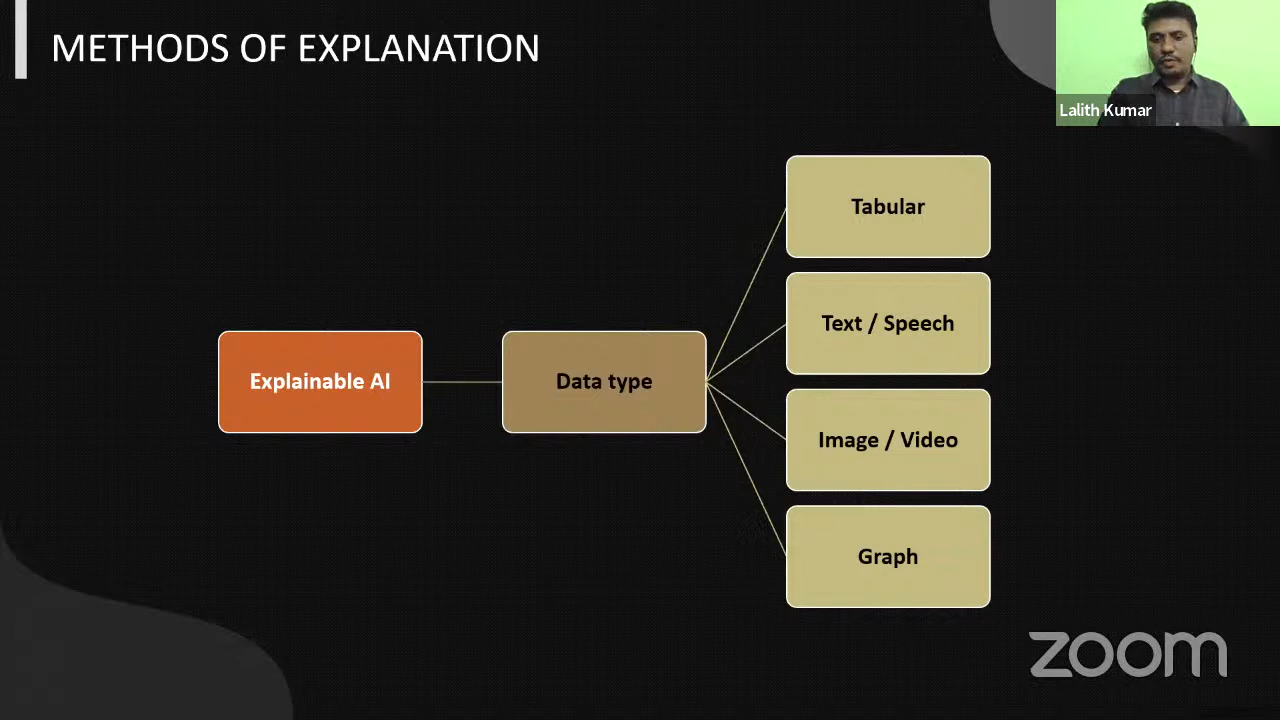 METHODS OF EXPLANATION
Lalith Kumar
Tabular
Text / Speech
Explainable AI
Data type
Image / Video
Graph
zoom